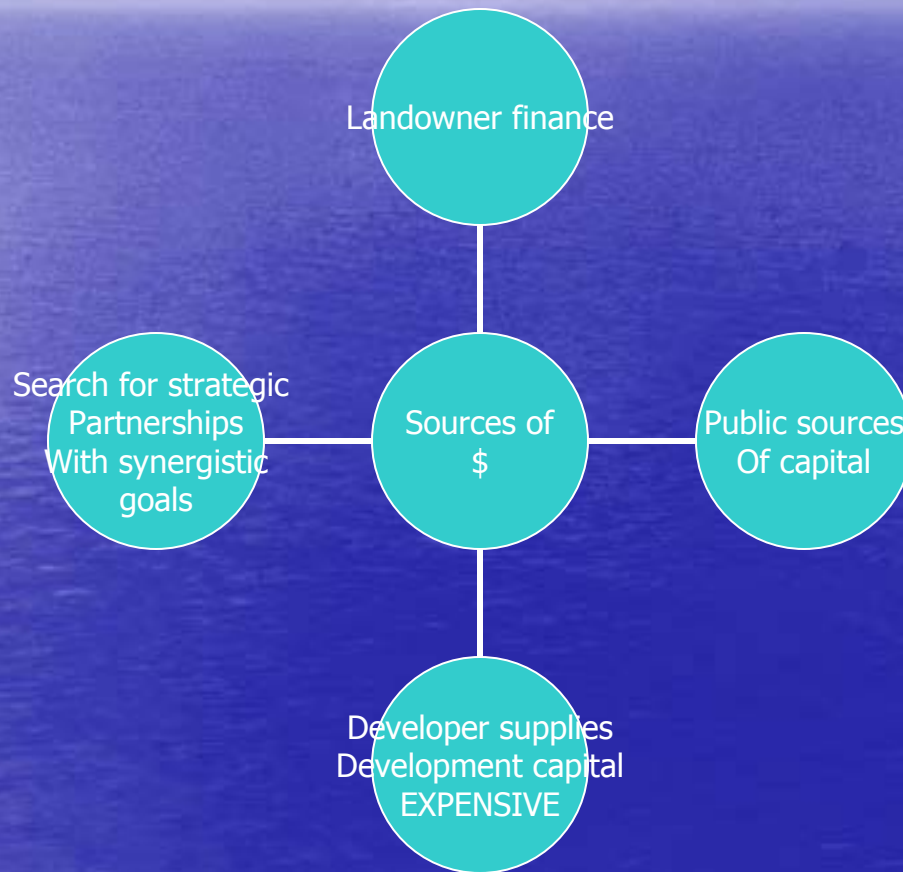 Landowner finance
Search for strategic
Partnerships
With synergistic
goals
Sources of
$
Public sources
Of capital
Developer supplies
Development capital
EXPENSIVE